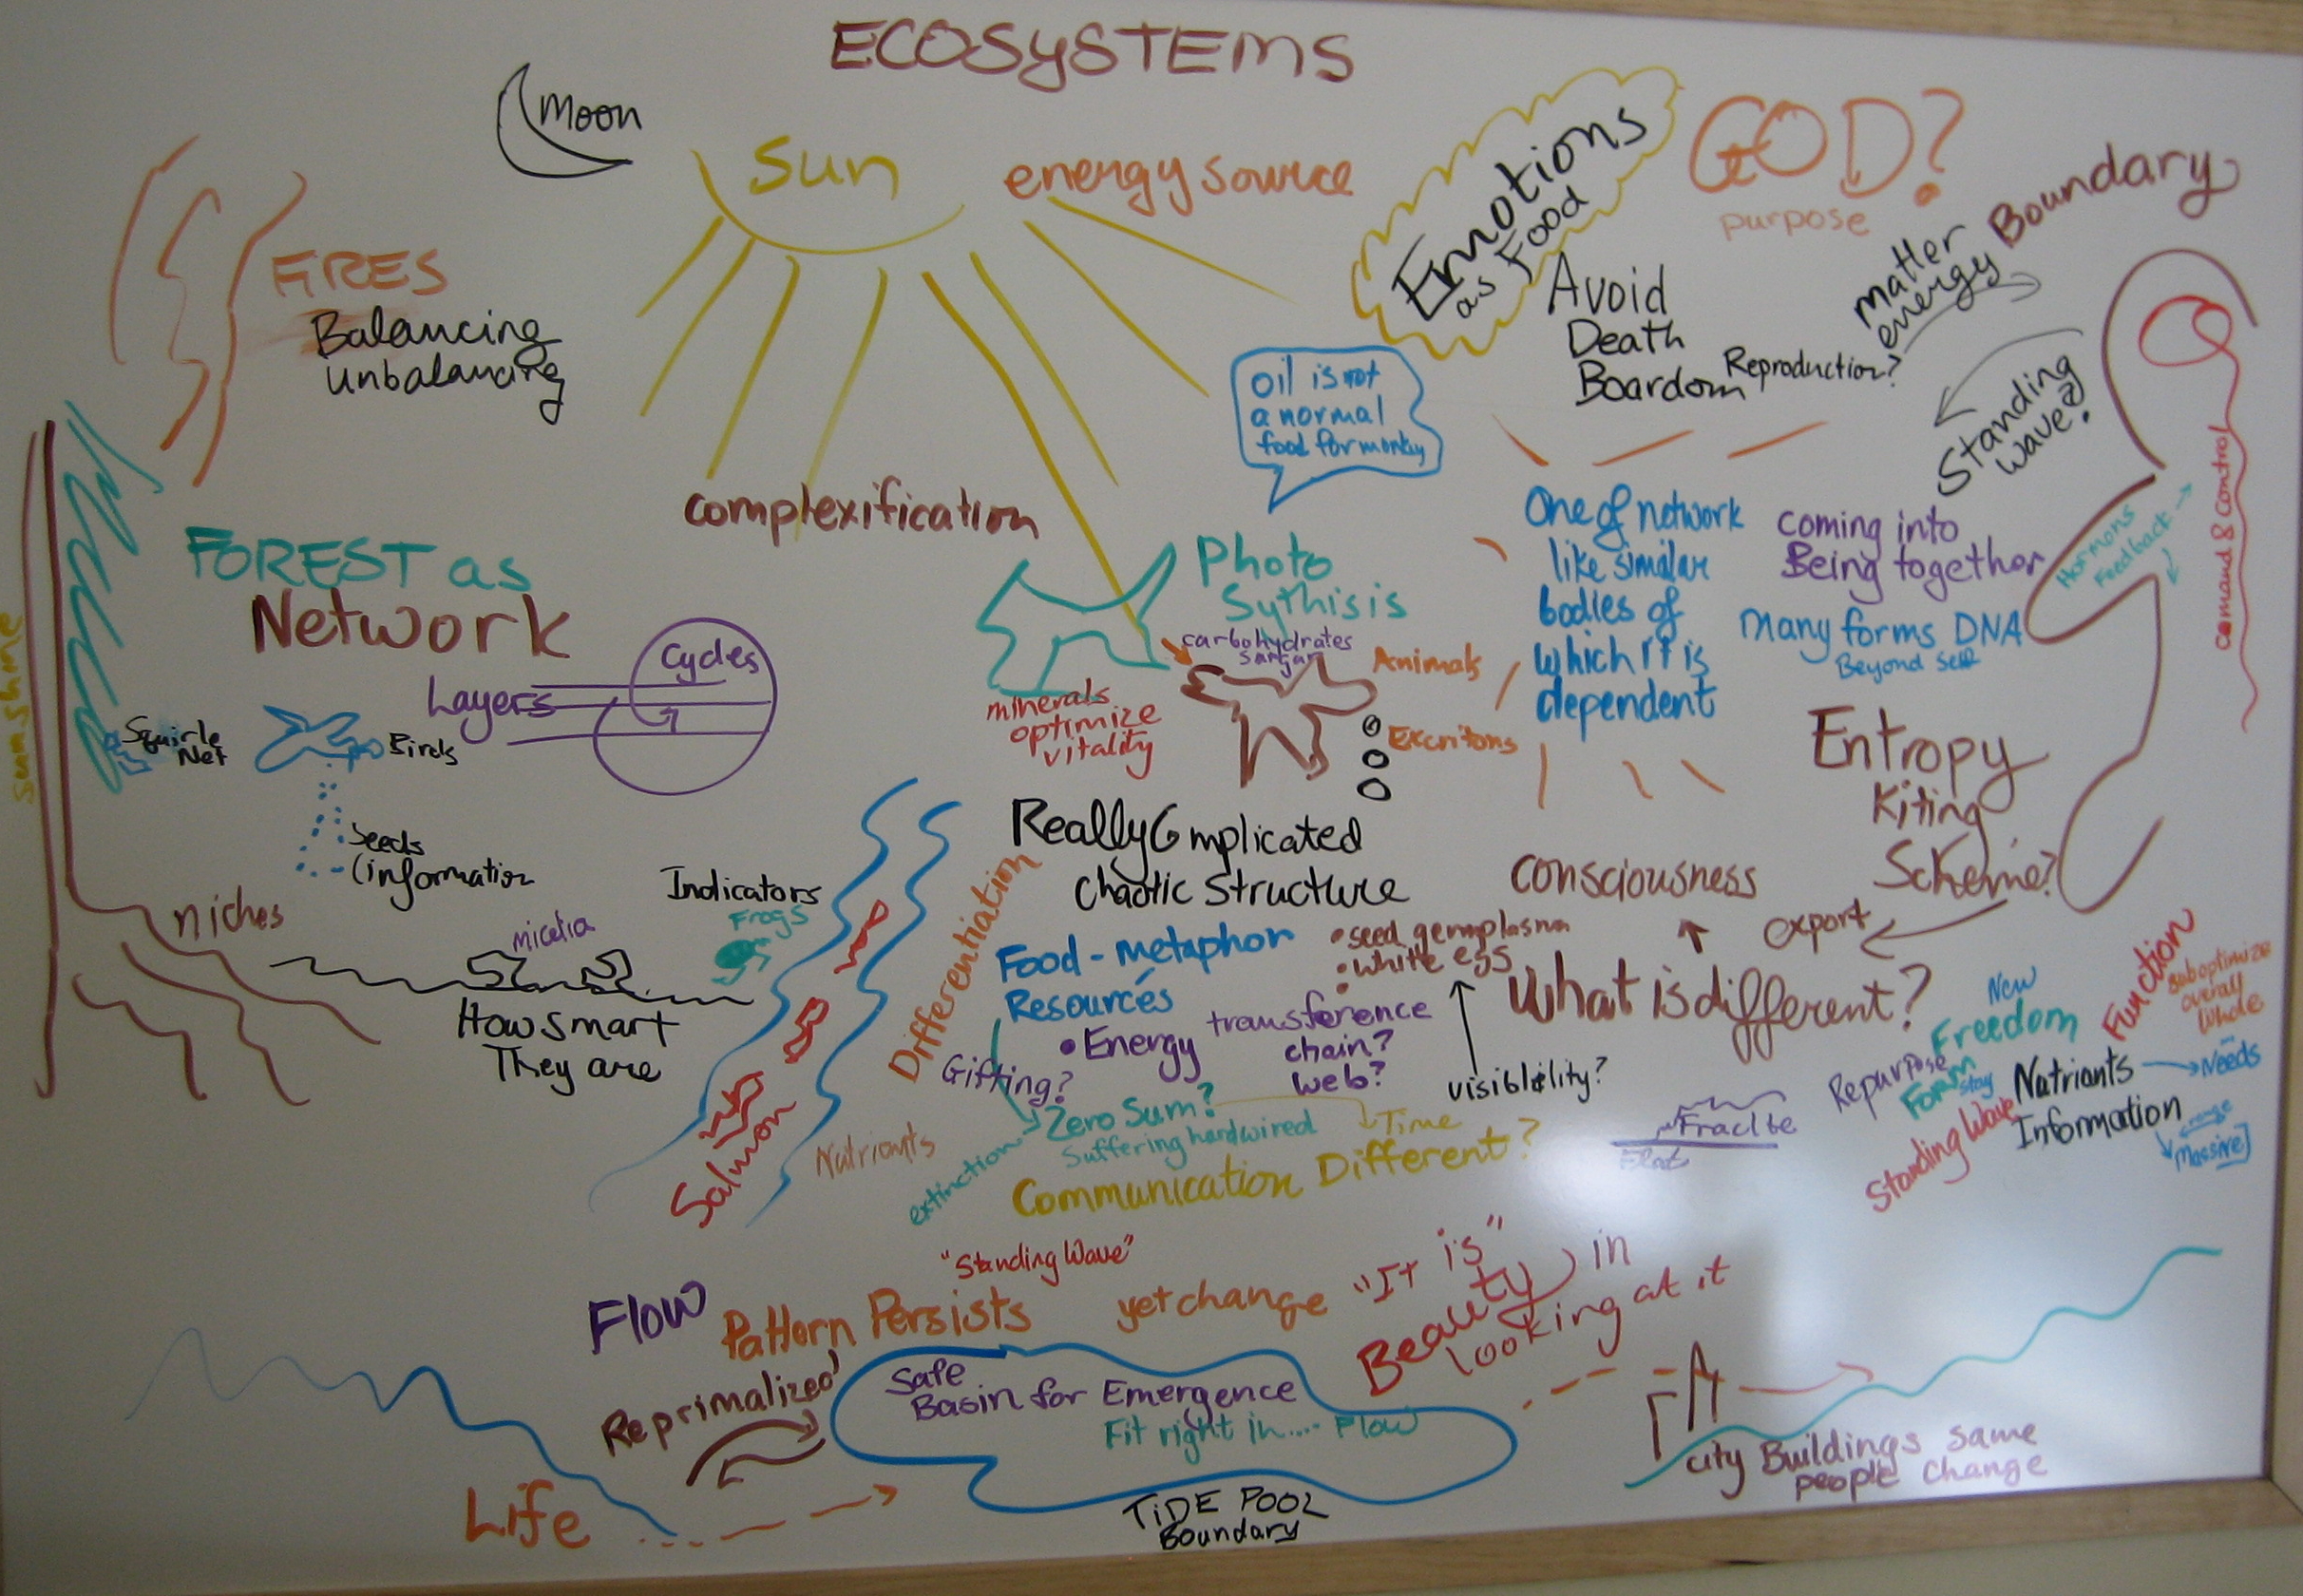 ECOSYSTEMS
Moon
Sun
energy source
Emotions
as Food
GOD?
purpose
Boundary
matter
energy
FIRES
Balancing
Unbalancing
Avoid
Death
Boardom
Reproduction?
Standing
wave?
oil is not
a normal
food for monkey
comand & control
Hormons
Feedback
complexification
FOREST as
Network
Cycles
Layers
Photo
Sythisis
carbohydrates
Animals
Excritons
minerals
optimize
vitality
One of network
like similar
bodies of
which it is
dependent
coming into
Being together
many forms DNA
Beyond Self
sunshine
Squirle
Net
Birds
Seeds
(information
Entropy
Kiting
Scheme?
export
niches
micelia
Indicators
Frogs
How smart
They are
Salmon
Nutrients
Differentiation
Really Complicated
chaotic structure
consciousness
Food - metaphor
Resources
• seed germplasm
• white egg
•
• Energy
transference
chain?
web?
Gifting?
visiblility?
What is different?
Zero Sum?
Suffering hardwired
Time
extinction
Communication Different?
Fraclte
Flat
Function
suboptimize
overall
whole
New
Freedom
Repurpose
Form
stay
Nutriants
Needs
Information
range
Massive
Standing Wave
"Standing Wave"
Flow
Pattern Persists
yet change
"It is"
Beauty in
looking at it
Reprimalized
Safe
Basin for Emergence
Fit right in.... Flow
Life
TIDE POOL
Boundary
city Buildings same
people change